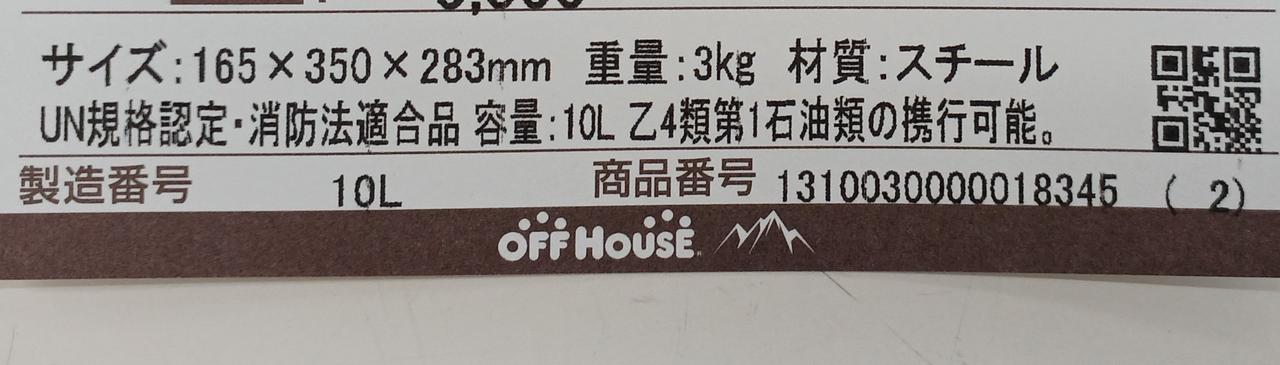 サイズ:165×350×283mm 重量:3kg 材質:スチール
UN規格認定・消防法適合品 容量:10L 乙4類第1石油類の携行可能。
製造番号 10L 商品番号 1310030000018345 ( 2)
OFF HOUSE